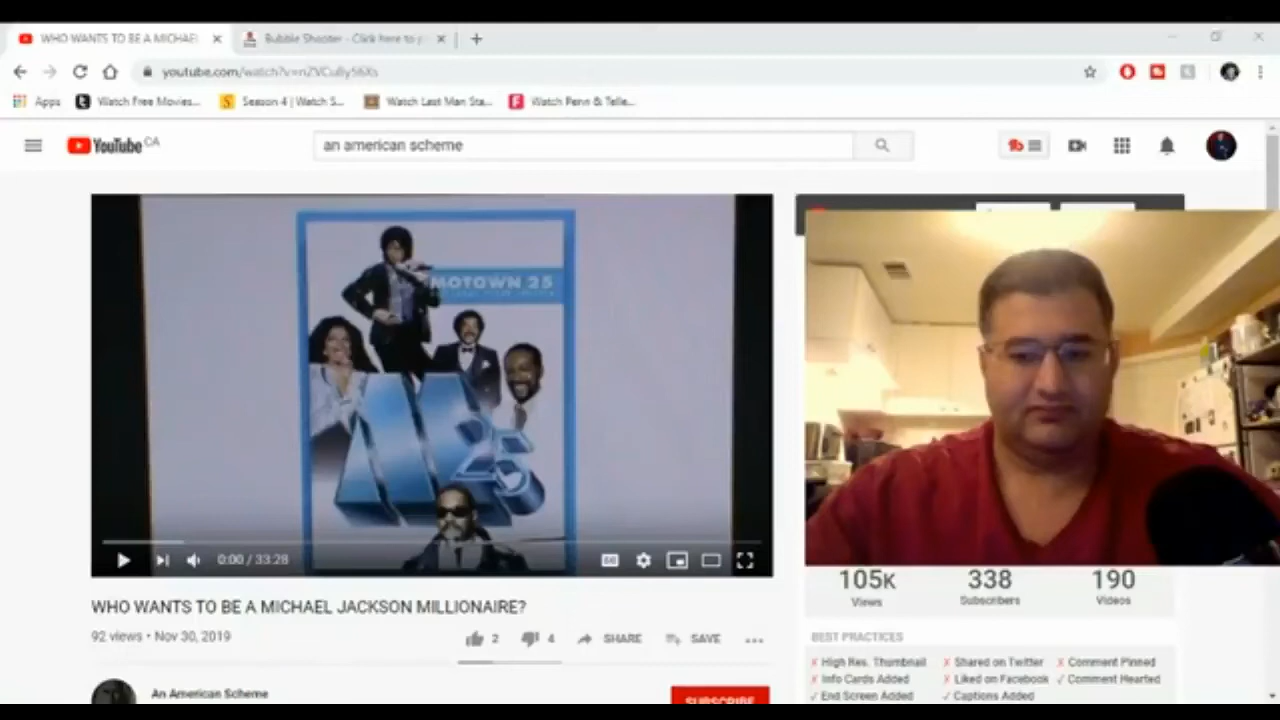 WHO WANTS TO BE A MICHAEL
Bubble Shooter - Click here to
Apps
Watch Free Movies...
Season 4 | Watch S...
Watch Last Man Sta...
Watch Penn & Telle...
YouTube CA
an american scheme
MOTOWN 25
0:00 / 33:28
WHO WANTS TO BE A MICHAEL JACKSON MILLIONAIRE?
92 views • Nov 30, 2019
2
4
SHARE
SAVE
An American Scheme
SUBSCRIBE
105K
338
190
Views
Subscribers
Videos
BEST PRACTICES
x High Res. Thumbnail
x Shared on Twitter
x Comment Pinned
x Info Cards Added
x Liked on Facebook
✓ Comment Hearted
✓ End Screen Added
✓ Captions Added